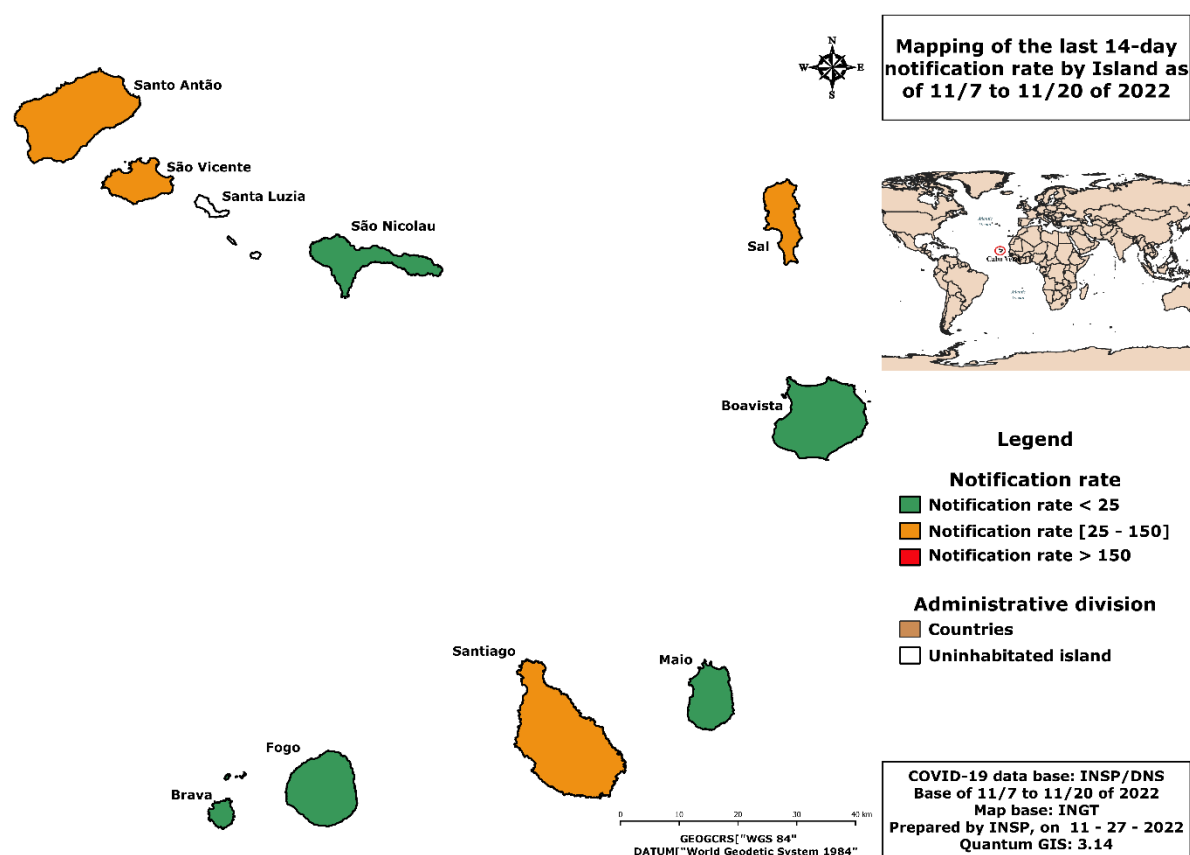 Mapping of the last 14-day
notification rate by Island as
of 11/7 to 11/20 of 2022
N
W
E
S
Santo Antão
São Vicente
Santa Luzia
São Nicolau
Sal
Boavista
Santiago
Maio
Fogo
Brava
Legend
Notification rate
Notification rate < 25
Notification rate [25 - 150]
Notification rate > 150
Administrative division
Countries
Uninhabitated island
0
10
20
30
40 km
GEOGCRS["WGS 84"
DATUM["World Geodetic System 1984"
COVID-19 data base: INSP/DNS
Base of 11/7 to 11/20 of 2022
Map base: INGT
Prepared by INSP, on 11 - 27 - 2022
Quantum GIS: 3.14